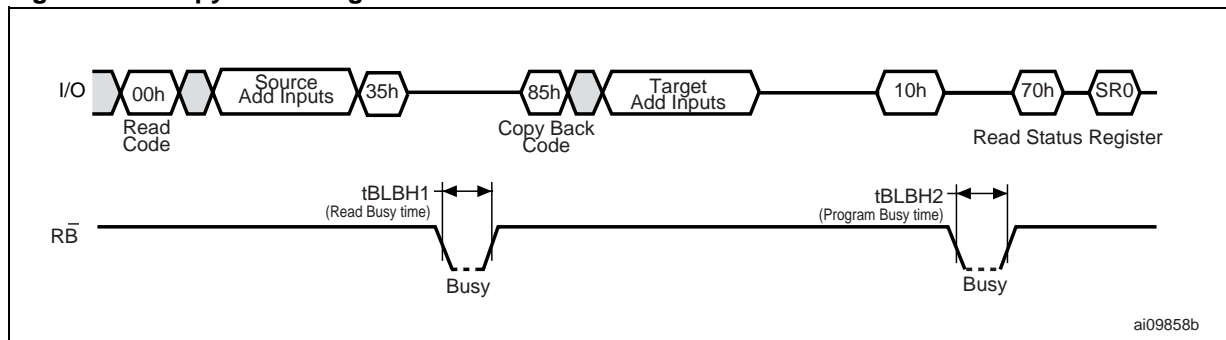 I/O
00h
Source
Add Inputs
35h
85h
Target
Add Inputs
10h
70h
SR0
Read
Code
Copy Back
Code
Read Status Register
tBLBH1
(Read Busy time)
tBLBH2
(Program Busy time)
RB̅
Busy
Busy
ai09858b